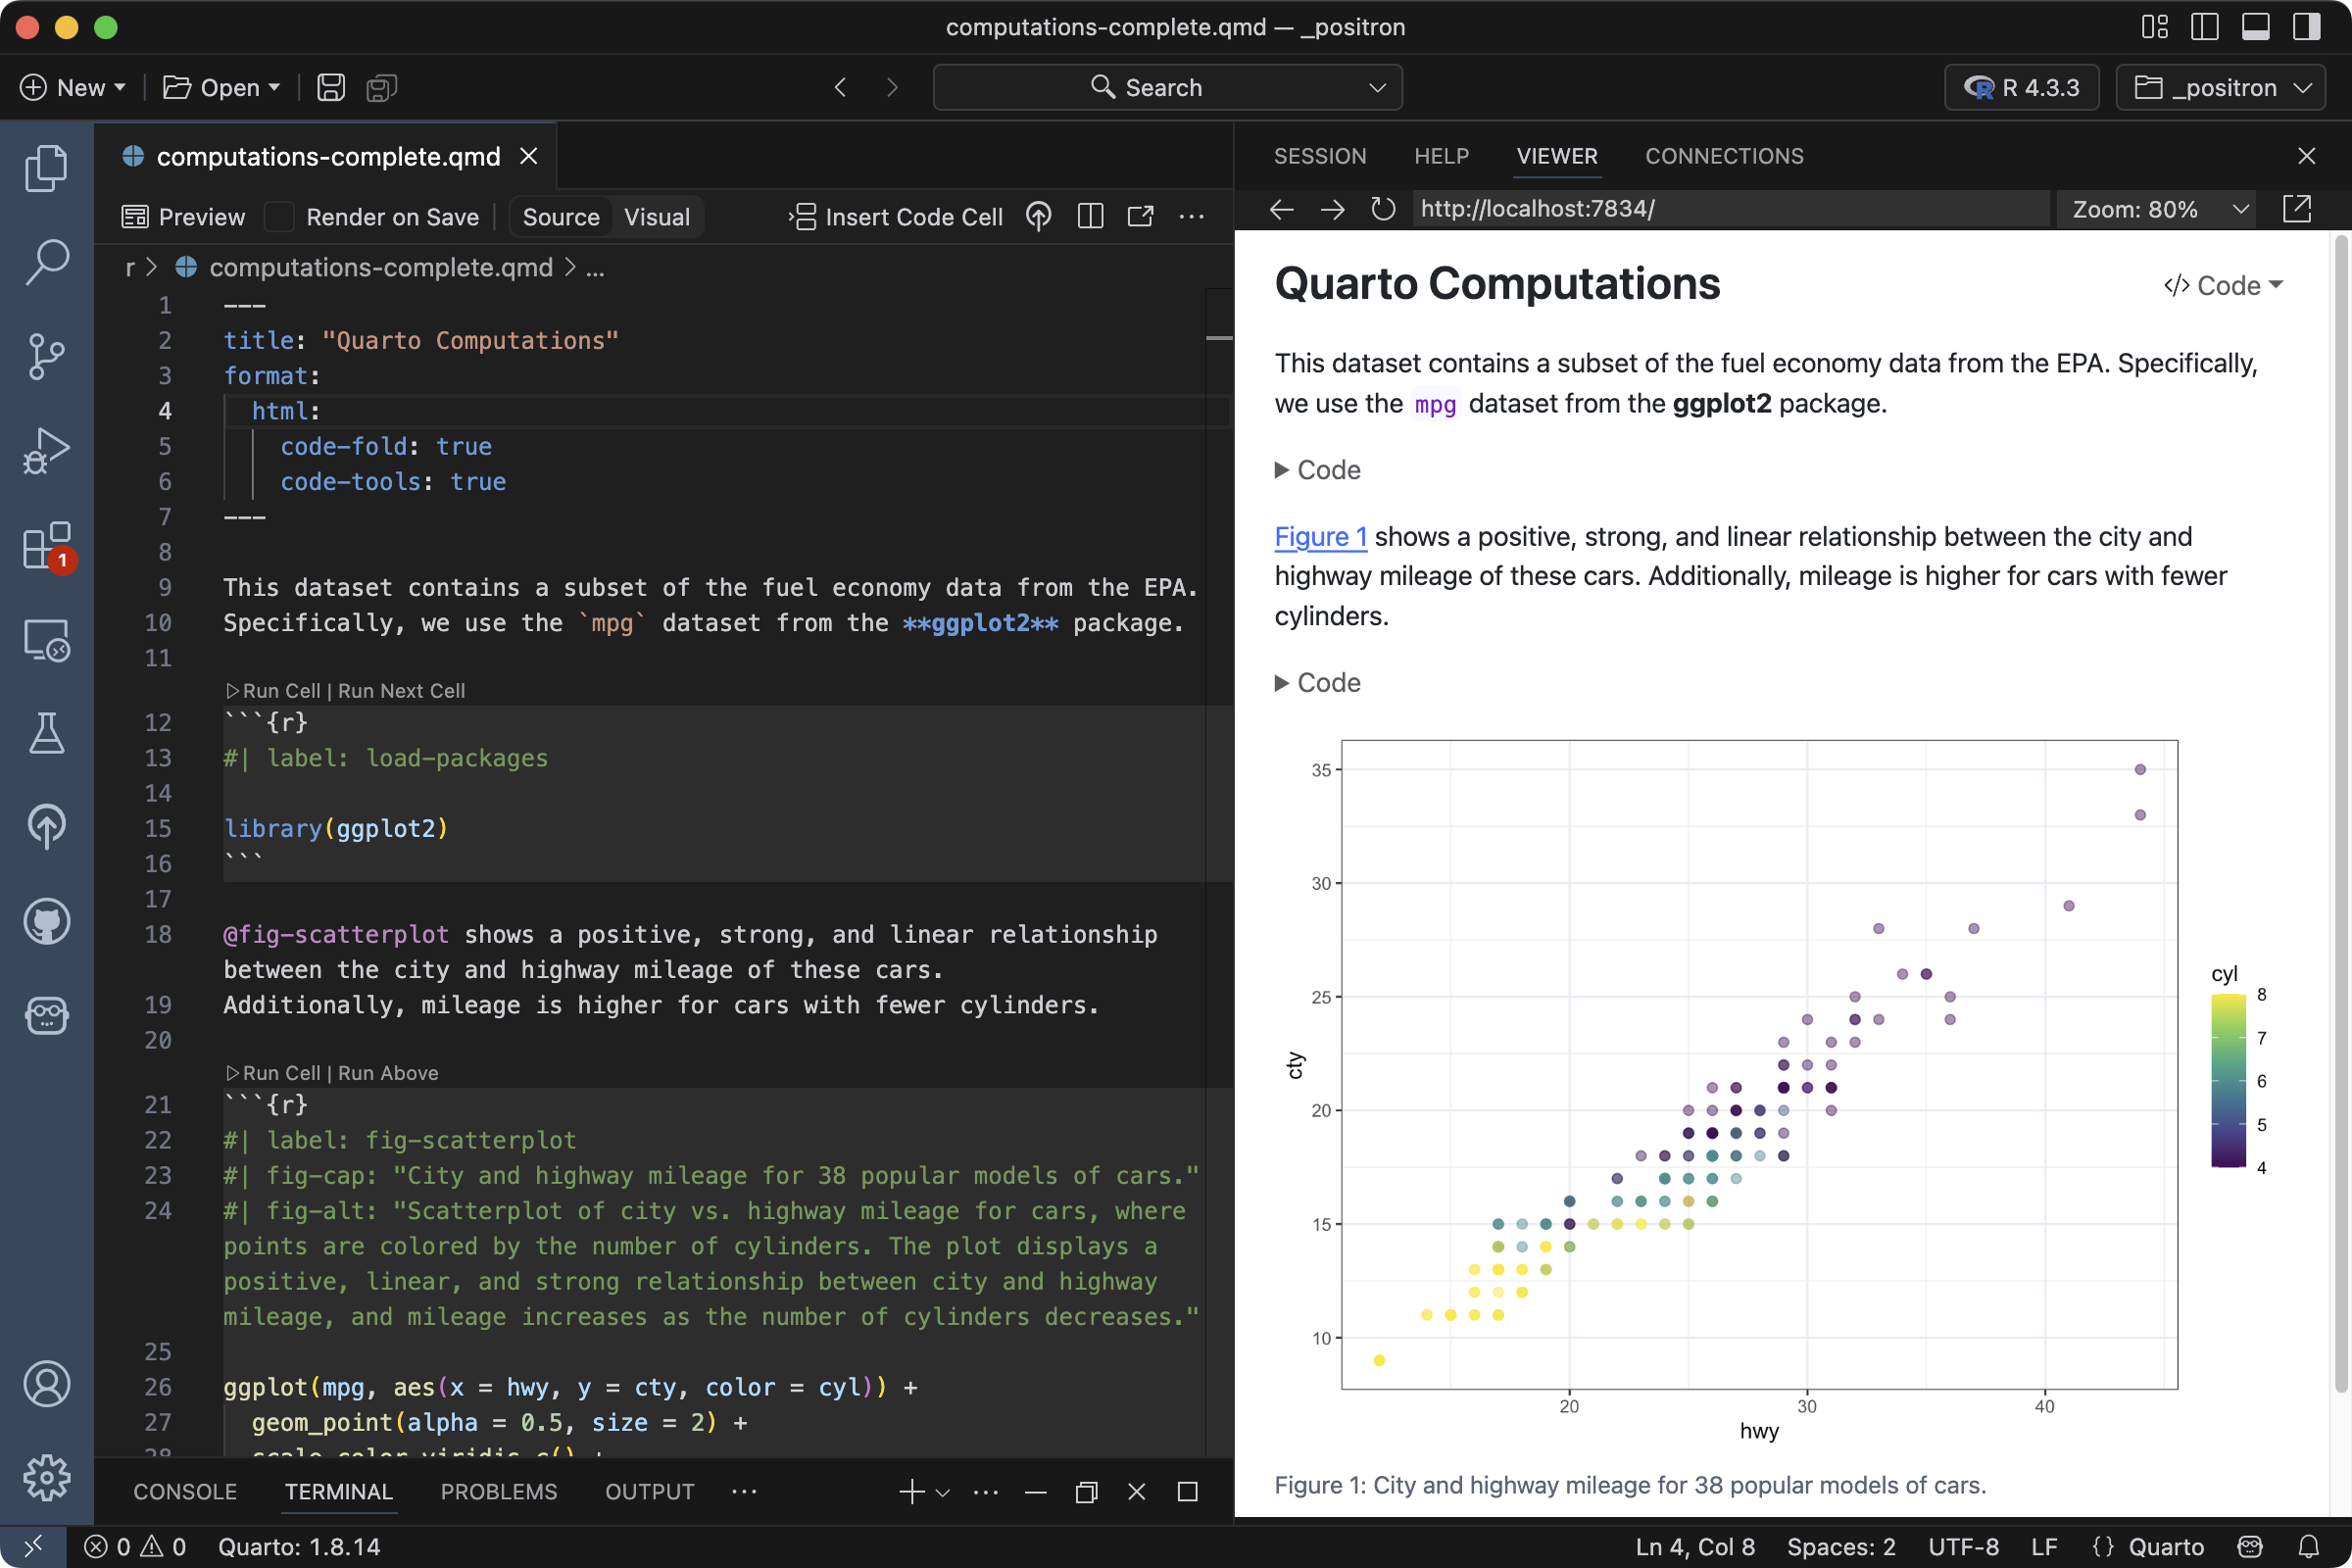 computations-complete.qmd — _positron
New
Open
Search
R 4.3.3
_positron
computations-complete.qmd
Preview
Render on Save
Source
Visual
Insert Code Cell
r > computations-complete.qmd > ...
1 ---
2 title: "Quarto Computations"
3 format:
4 html:
5 code-fold: true
6 code-tools: true
7 ---
8
9 This dataset contains a subset of the fuel economy data from the EPA.
10 Specifically, we use the `mpg` dataset from the **ggplot2** package.
11
Run Cell | Run Next Cell
12 ```{r}
13 #| label: load-packages
14
15 library(ggplot2)
16 ```
17
18 @fig-scatterplot shows a positive, strong, and linear relationship
between the city and highway mileage of these cars.
19 Additionally, mileage is higher for cars with fewer cylinders.
20
Run Cell | Run Above
21 ```{r}
22 #| label: fig-scatterplot
23 #| fig-cap: "City and highway mileage for 38 popular models of cars."
24 #| fig-alt: "Scatterplot of city vs. highway mileage for cars, where
points are colored by the number of cylinders. The plot displays a
positive, linear, and strong relationship between city and highway
mileage, and mileage increases as the number of cylinders decreases."
25
26 ggplot(mpg, aes(x = hwy, y = cty, color = cyl)) +
27 geom_point(alpha = 0.5, size = 2) +
28 scale_color_viridis_c() +
1
CONSOLE
TERMINAL
PROBLEMS
OUTPUT
SESSION
HELP
VIEWER
CONNECTIONS
http://localhost:7834/
Zoom: 80%
Quarto Computations
</> Code
This dataset contains a subset of the fuel economy data from the EPA. Specifically,
we use the mpg dataset from the ggplot2 package.
Code
Figure 1 shows a positive, strong, and linear relationship between the city and
highway mileage of these cars. Additionally, mileage is higher for cars with fewer
cylinders.
Code
35
30
25
20
15
10
cty
20
30
40
hwy
cyl
8
7
6
5
4
Figure 1: City and highway mileage for 38 popular models of cars.
0
0
Quarto: 1.8.14
Ln 4, Col 8
Spaces: 2
UTF-8
LF
{} Quarto